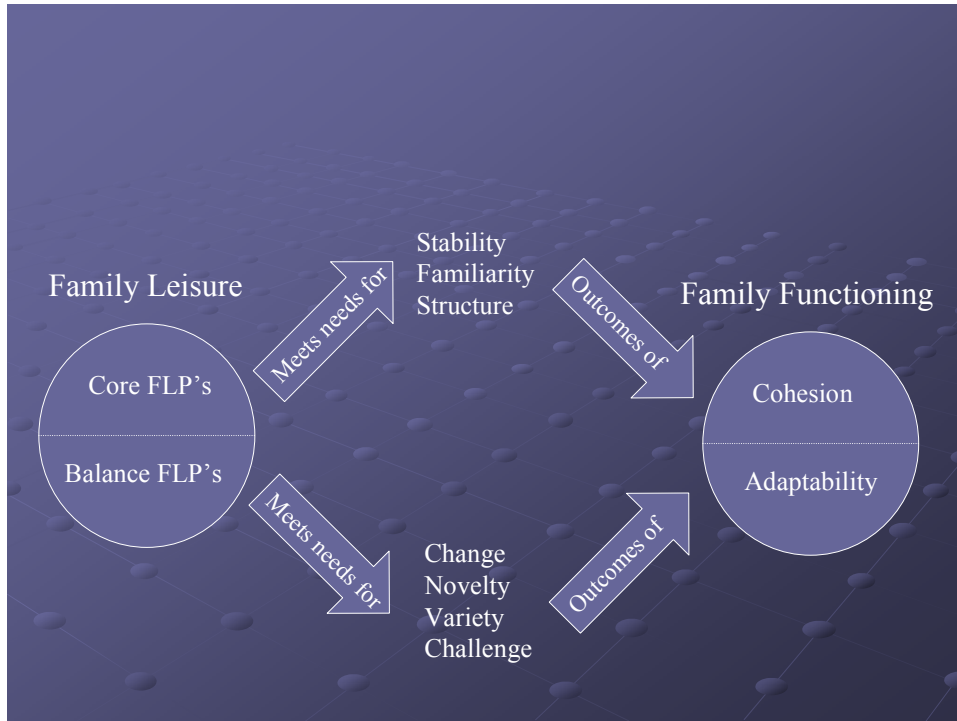 Family Leisure
Core FLP’s
Balance FLP’s
Meets needs for
Stability
Familiarity
Structure
Outcomes of
Meets needs for
Change
Novelty
Variety
Challenge
Outcomes of
Family Functioning
Cohesion
Adaptability